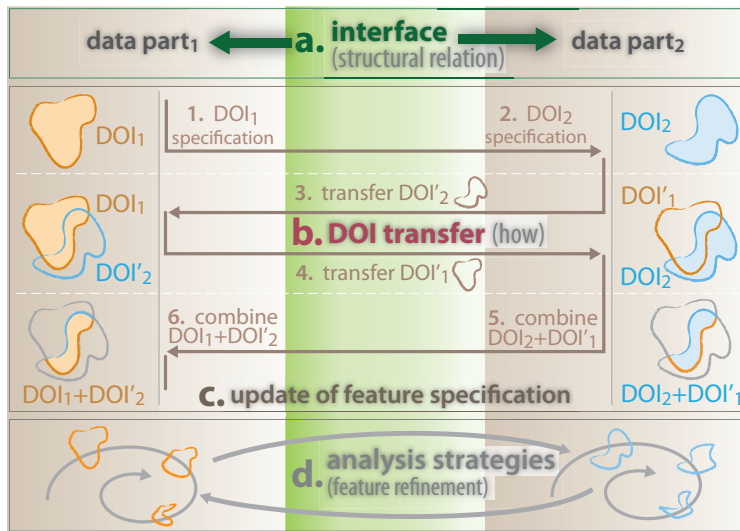 data part₁
a. interface
(structural relation)
data part₂
DOI₁
1. DOI₁
specification
2. DOI₂
specification
DOI₂
DOI₁
3. transfer DOI'₂
DOI'₁
b. DOI transfer (how)
DOI'₂
4. transfer DOI'₁
DOI₂
6. combine
DOI₁+DOI'₂
5. combine
DOI₂+DOI'₁
DOI₁+DOI'₂
c. update of feature specification
DOI₂+DOI'₁
d. analysis strategies
(feature refinement)